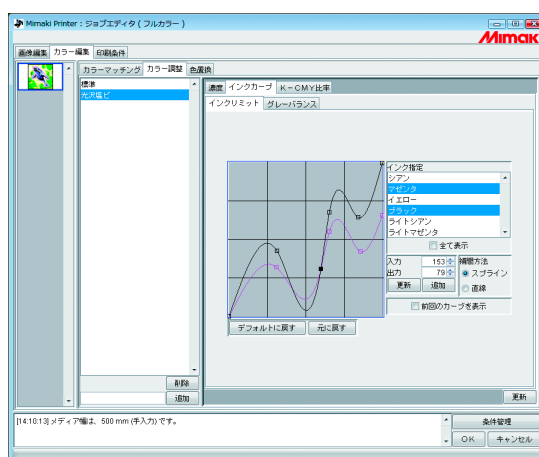 Mimaki Printer : ジョブエディタ ( フルカラー )
Mimaki
画像編集 カラー編集 印刷条件
カラーマッチング カラー調整 色置換
標準
光沢塩ビ
濃度 インクカーブ K-CMY比率
インクリミット グレーバランス
インク指定
シアン
マゼンタ
イエロー
ブラック
ライトシアン
ライトマゼンタ
全て表示
入力 153
出力 79
更新 追加
補間方法
スプライン
直線
前回のカーブを表示
デフォルトに戻す 元に戻す
削除
追加
更新
[14:10:13] メディア幅は、500 mm (手入力) です。
条件管理
OK キャンセル